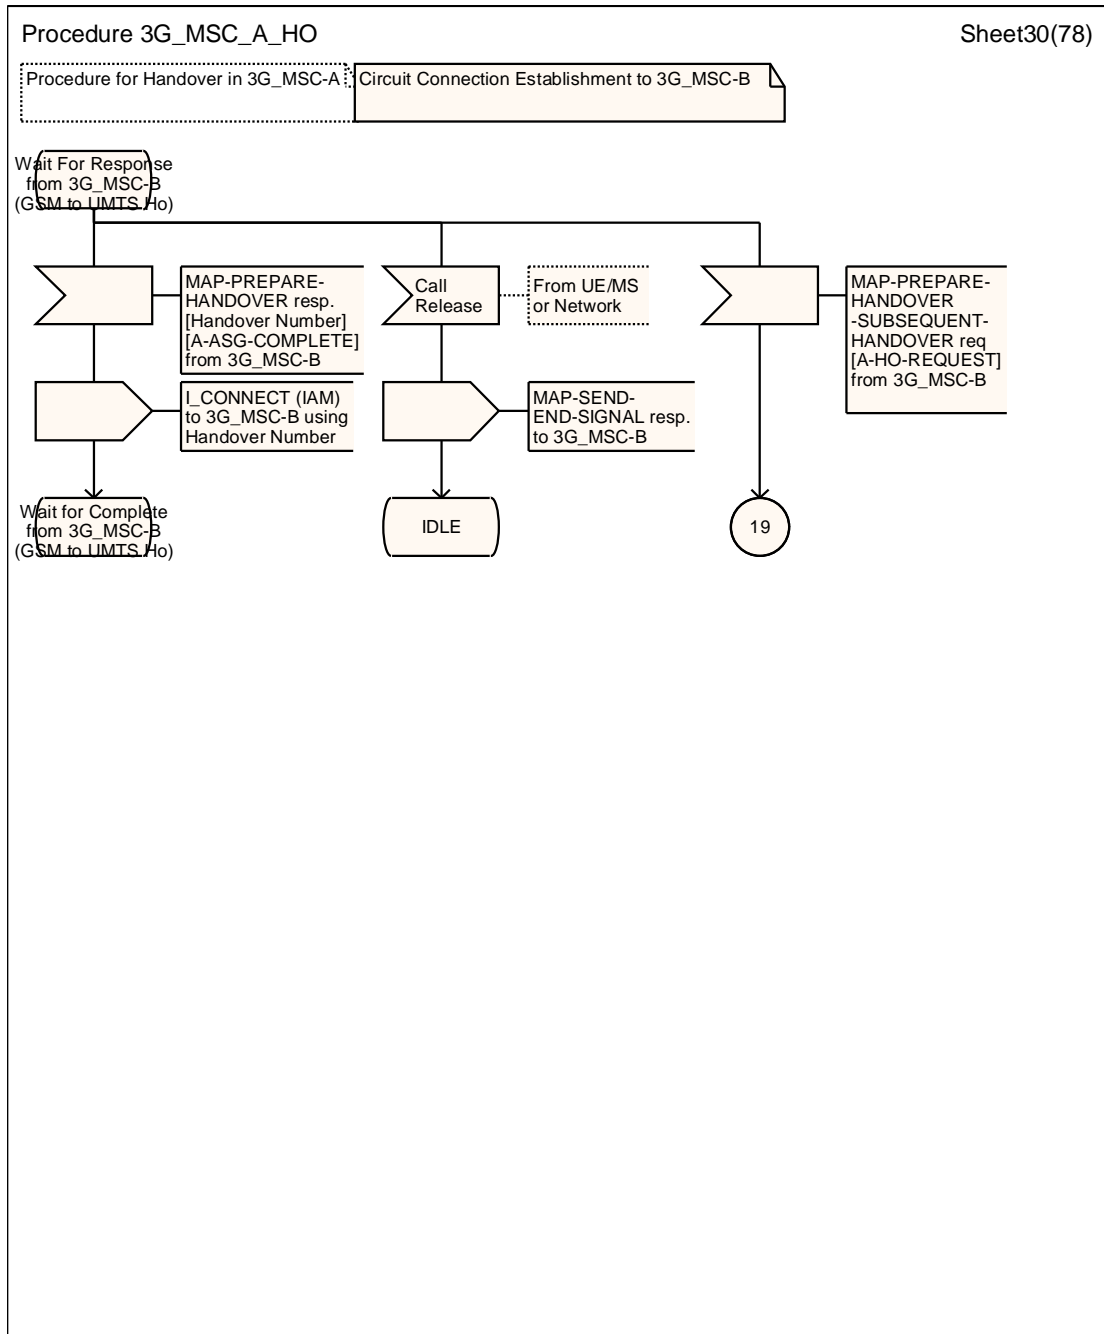 Procedure 3G_MSC_A_HO
Sheet30(78)
Procedure for Handover in 3G_MSC-A
Circuit Connection Establishment to 3G_MSC-B
Wait For Response
from 3G_MSC-B
(GSM to UMTS Ho)
MAP-PREPARE-
HANDOVER resp.
[Handover Number]
[A-ASG-COMPLETE]
from 3G_MSC-B
Call
Release
From UE/MS
or Network
MAP-PREPARE-
HANDOVER
-SUBSEQUENT-
HANDOVER req
[A-HO-REQUEST]
from 3G_MSC-B
I_CONNECT (IAM)
to 3G_MSC-B using
Handover Number
MAP-SEND-
END-SIGNAL resp.
to 3G_MSC-B
Wait for Complete
from 3G_MSC-B
(GSM to UMTS Ho)
IDLE
19